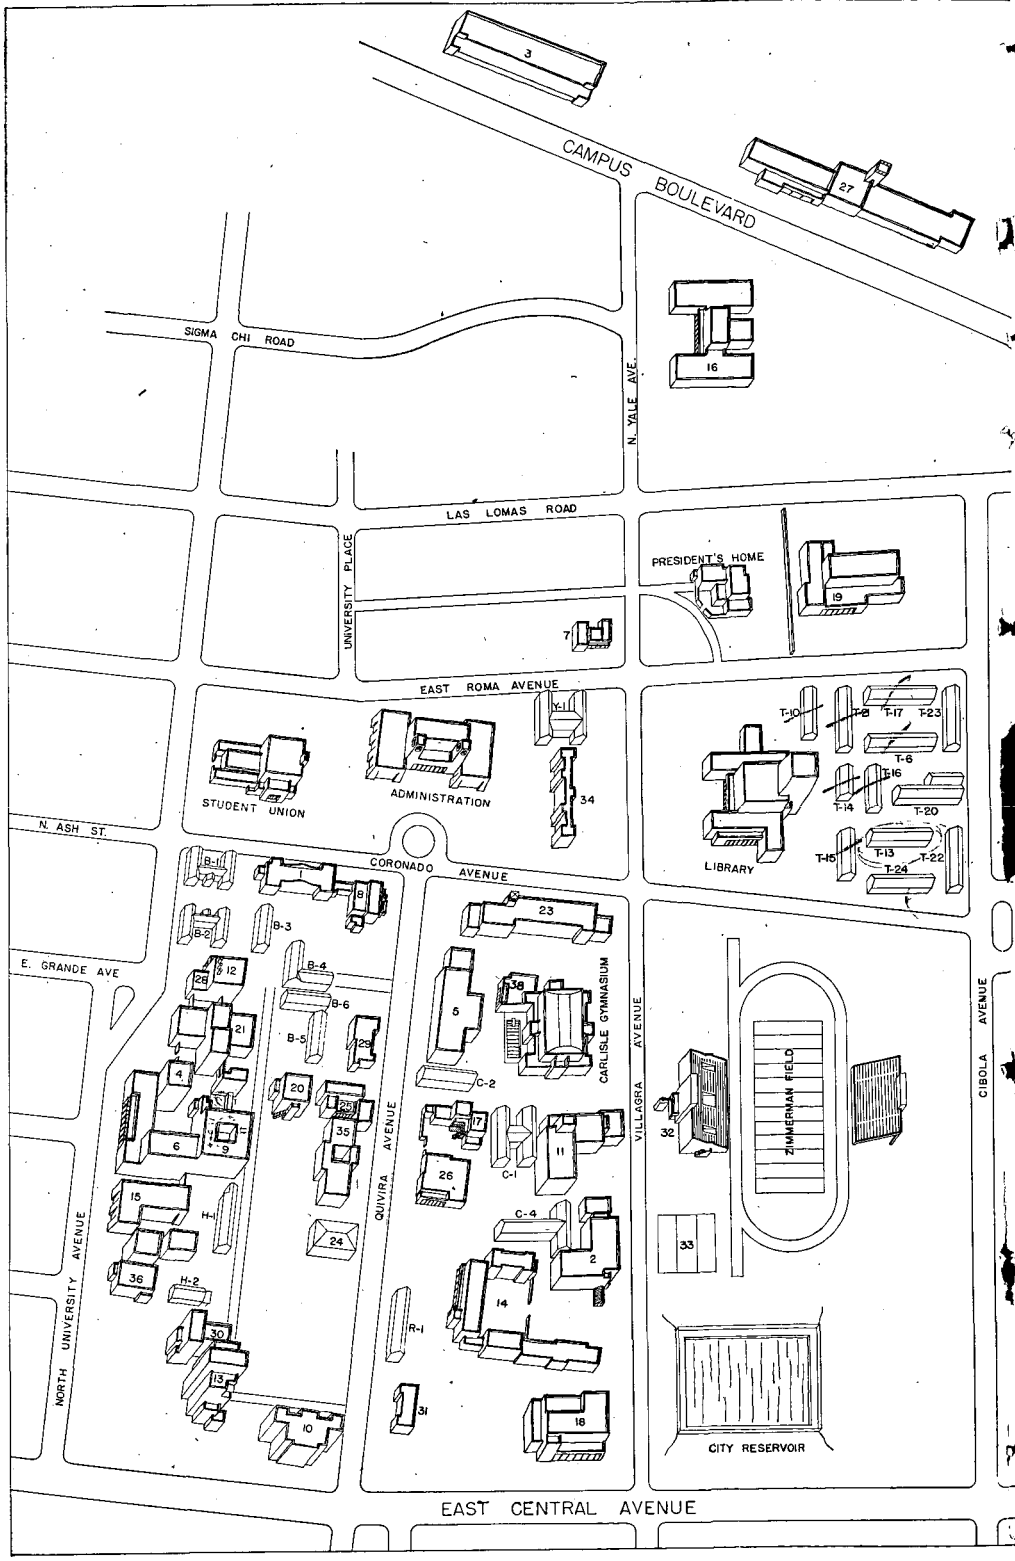 3
CAMPUS BOULEVARD
27
SIGMA CHI ROAD
N. YALE AVE.
16
LAS LOMAS ROAD
UNIVERSITY PLACE
PRESIDENT'S HOME
19
7
EAST ROMA AVENUE
Y-1
T-10
T-21
T-17
T-23
T-6
T-16
T-14
T-20
STUDENT UNION
ADMINISTRATION
34
N. ASH ST.
CORONADO AVENUE
LIBRARY
T-15
T-13
T-22
T-24
B-1
1
8
B-2
B-3
23
E. GRANDE AVE
28
12
B-4
B-6
38
5
CARLISLE GYMNASIUM
21
B-5
29
VILLAGRA AVENUE
ZIMMERMAN FIELD
CIBOLA AVENUE
4
20
25
C-2
QUIVIRA AVENUE
35
17
32
6
9
26
C-1
11
15
H-1
24
C-4
2
33
36
H-2
14
NORTH UNIVERSITY AVENUE
30
R-1
13
10
31
18
CITY RESERVOIR
EAST CENTRAL AVENUE